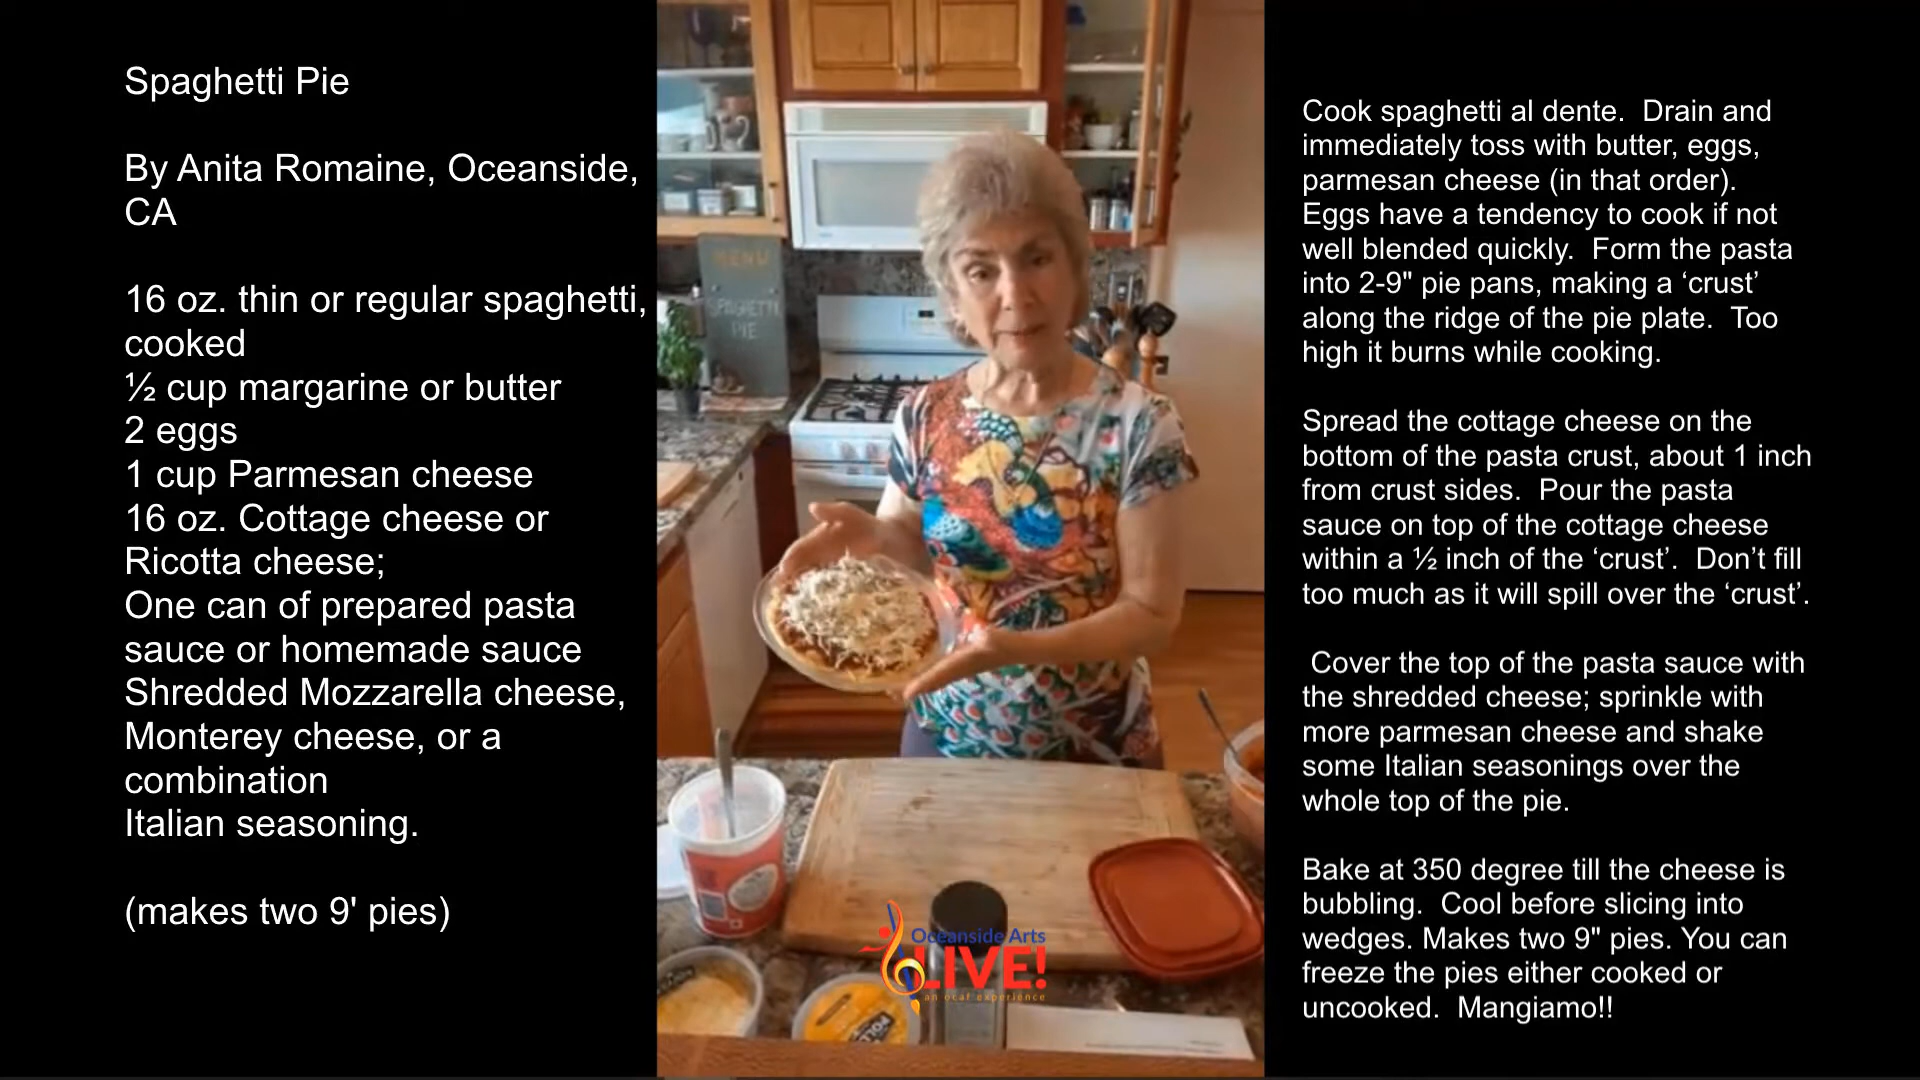 Spaghetti Pie
By Anita Romaine, Oceanside,
CA
16 oz. thin or regular spaghetti,
cooked
½ cup margarine or butter
2 eggs
1 cup Parmesan cheese
16 oz. Cottage cheese or
Ricotta cheese;
One can of prepared pasta
sauce or homemade sauce
Shredded Mozzarella cheese,
Monterey cheese, or a
combination
Italian seasoning.
(makes two 9' pies)
MENU
SPAGHETTI
PIE
Oceanside Arts
LIVE!
an ocaf experience
Cook spaghetti al dente.  Drain and
immediately toss with butter, eggs,
parmesan cheese (in that order).
Eggs have a tendency to cook if not
well blended quickly.  Form the pasta
into 2-9" pie pans, making a ‘crust’
along the ridge of the pie plate.  Too
high it burns while cooking.
Spread the cottage cheese on the
bottom of the pasta crust, about 1 inch
from crust sides.  Pour the pasta
sauce on top of the cottage cheese
within a ½ inch of the ‘crust’.  Don’t fill
too much as it will spill over the ‘crust’.
Cover the top of the pasta sauce with
the shredded cheese; sprinkle with
more parmesan cheese and shake
some Italian seasonings over the
whole top of the pie.
Bake at 350 degree till the cheese is
bubbling.  Cool before slicing into
wedges. Makes two 9" pies. You can
freeze the pies either cooked or
uncooked.  Mangiamo!!